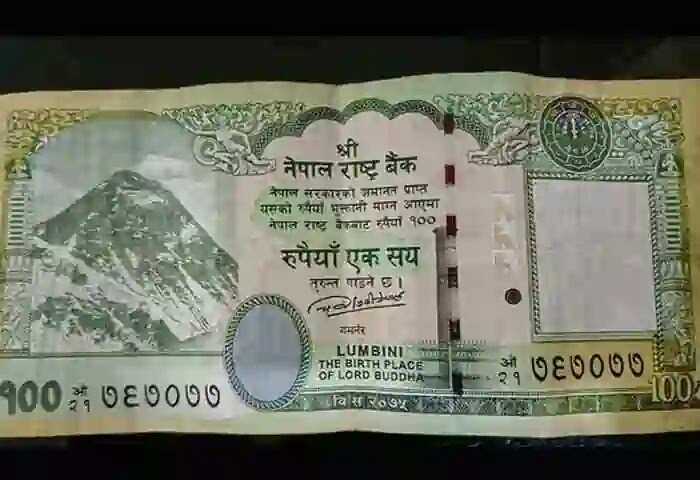 श्री
नेपाल राष्ट्र बैंक
नेपाल सरकारको जमानत प्राप्त
यसको रुपैयाँ भुक्तानी माग्न आएमा
नेपाल राष्ट्र बैंकबाट रुपैयाँ १००
रुपैयाँ एक सय
तुरुन्त पाइने छ।
गभर्नर
LUMBINI
THE BIRTH PLACE
OF LORD BUDDHA
औ
२१ ७६७०७७
१०० औ
२१ ७६७०७७
100
वि सं २०७५